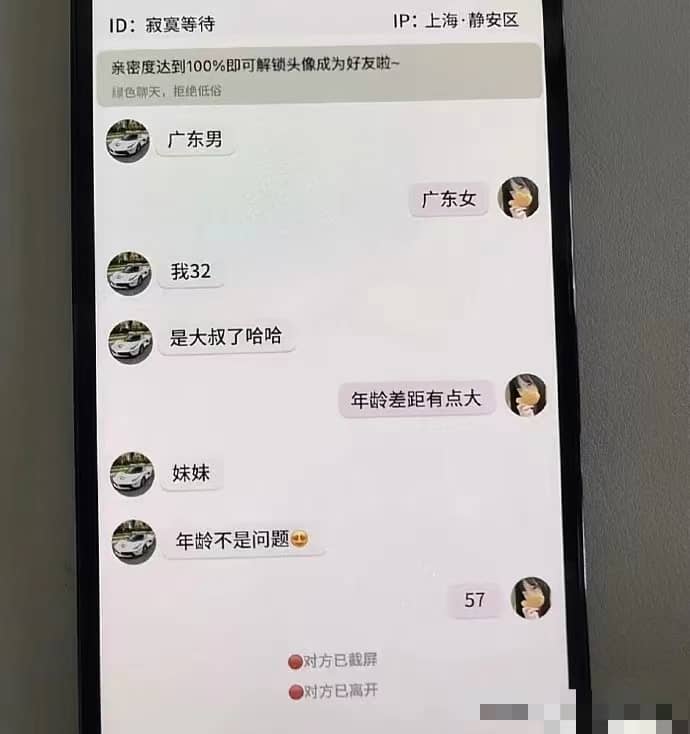 ID：寂寞等待
IP：上海·静安区
亲密度达到100%即可解锁头像成为好友啦~
绿色聊天，拒绝低俗
广东男
广东女
我32
是大叔了哈哈
年龄差距有点大
妹妹
年龄不是问题😍
57
对方已截屏
对方已离开